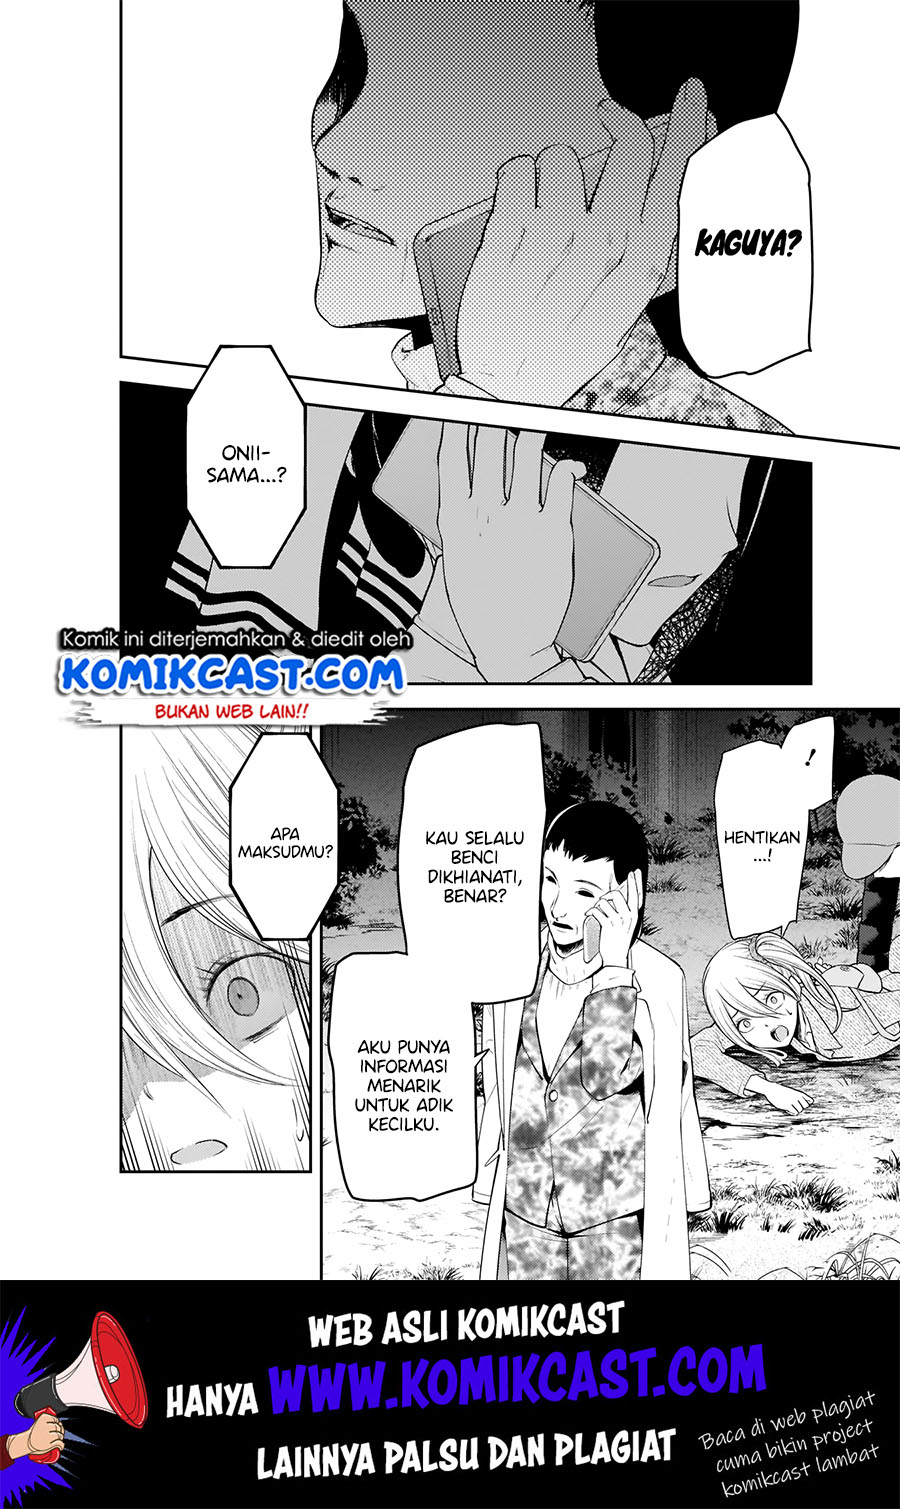 KAGUYA?
ONII-
SAMA...?
Komik ini diterjemahkan & diedit oleh
KOMIKCAST.COM
BUKAN WEB LAIN!!
!
HENTIKAN
...!
KAU SELALU
BENCI
DIKHIANATI,
BENAR?
AKU PUNYA
INFORMASI
MENARIK
UNTUK ADIK
KECILKU.
APA
MAKSUDMU?
WEB ASLI KOMIKCAST
HANYA WWW.KOMIKCAST.COM
LAINNYA PALSU DAN PLAGIAT
Baca di web plagiat
cuma bikin project
komikcast lambat